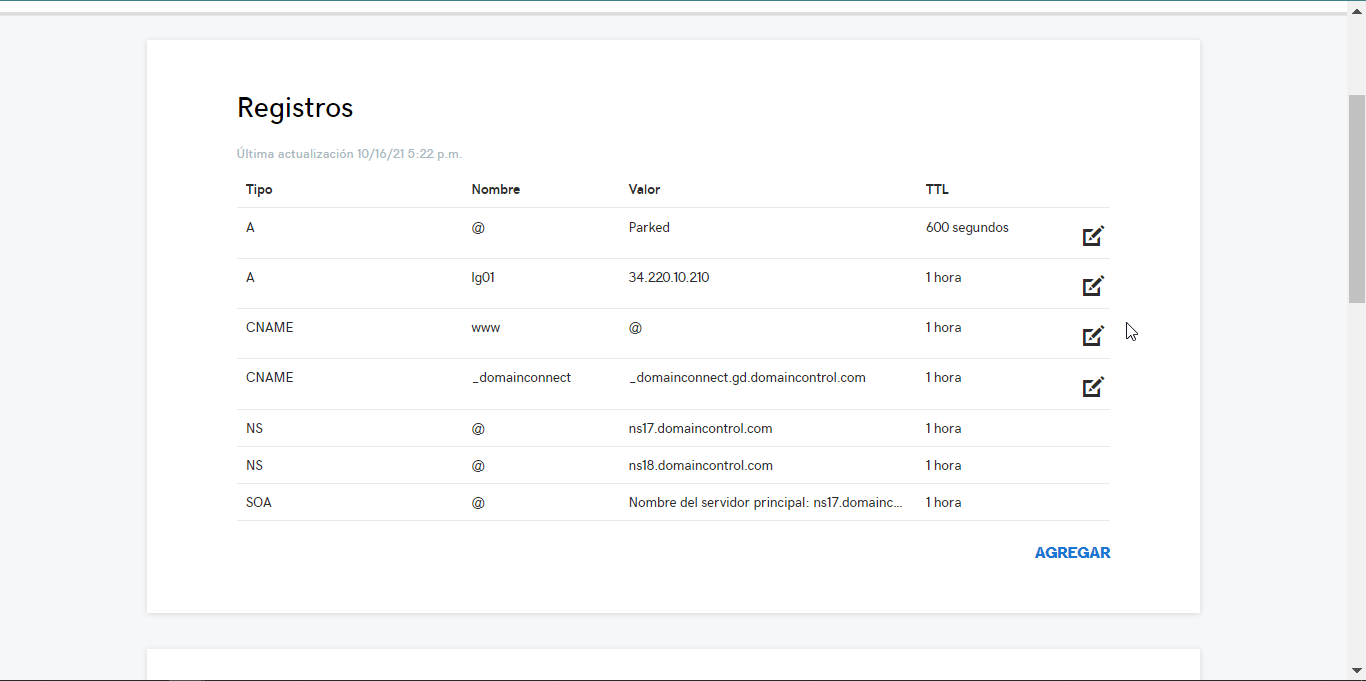 Registros
Última actualización 10/16/21 5:22 p.m.
Tipo Nombre Valor TTL
A @ Parked 600 segundos
A lg01 34.220.10.210 1 hora
CNAME www @ 1 hora
CNAME _domainconnect _domainconnect.gd.domaincontrol.com 1 hora
NS @ ns17.domaincontrol.com 1 hora
NS @ ns18.domaincontrol.com 1 hora
SOA @ Nombre del servidor principal: ns17.domainc... 1 hora
AGREGAR